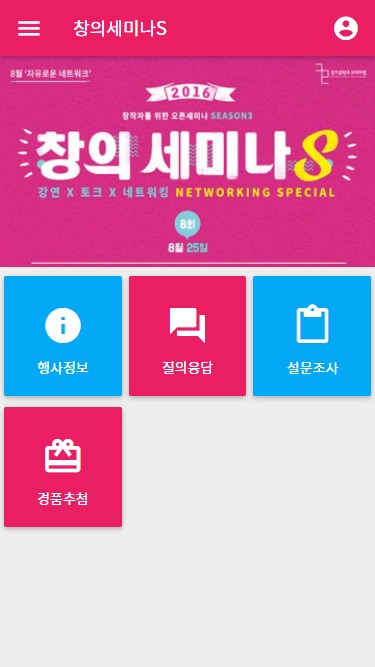 창의세미나S
8월 '자유로운 네트워크'
2016
창작자를 위한 오픈세미나 SEASON3
창의 세미나 S
강연 X 토크 X 네트워킹 NETWORKING SPECIAL
8회
8월 25일
행사정보
질의응답
설문조사
경품추첨